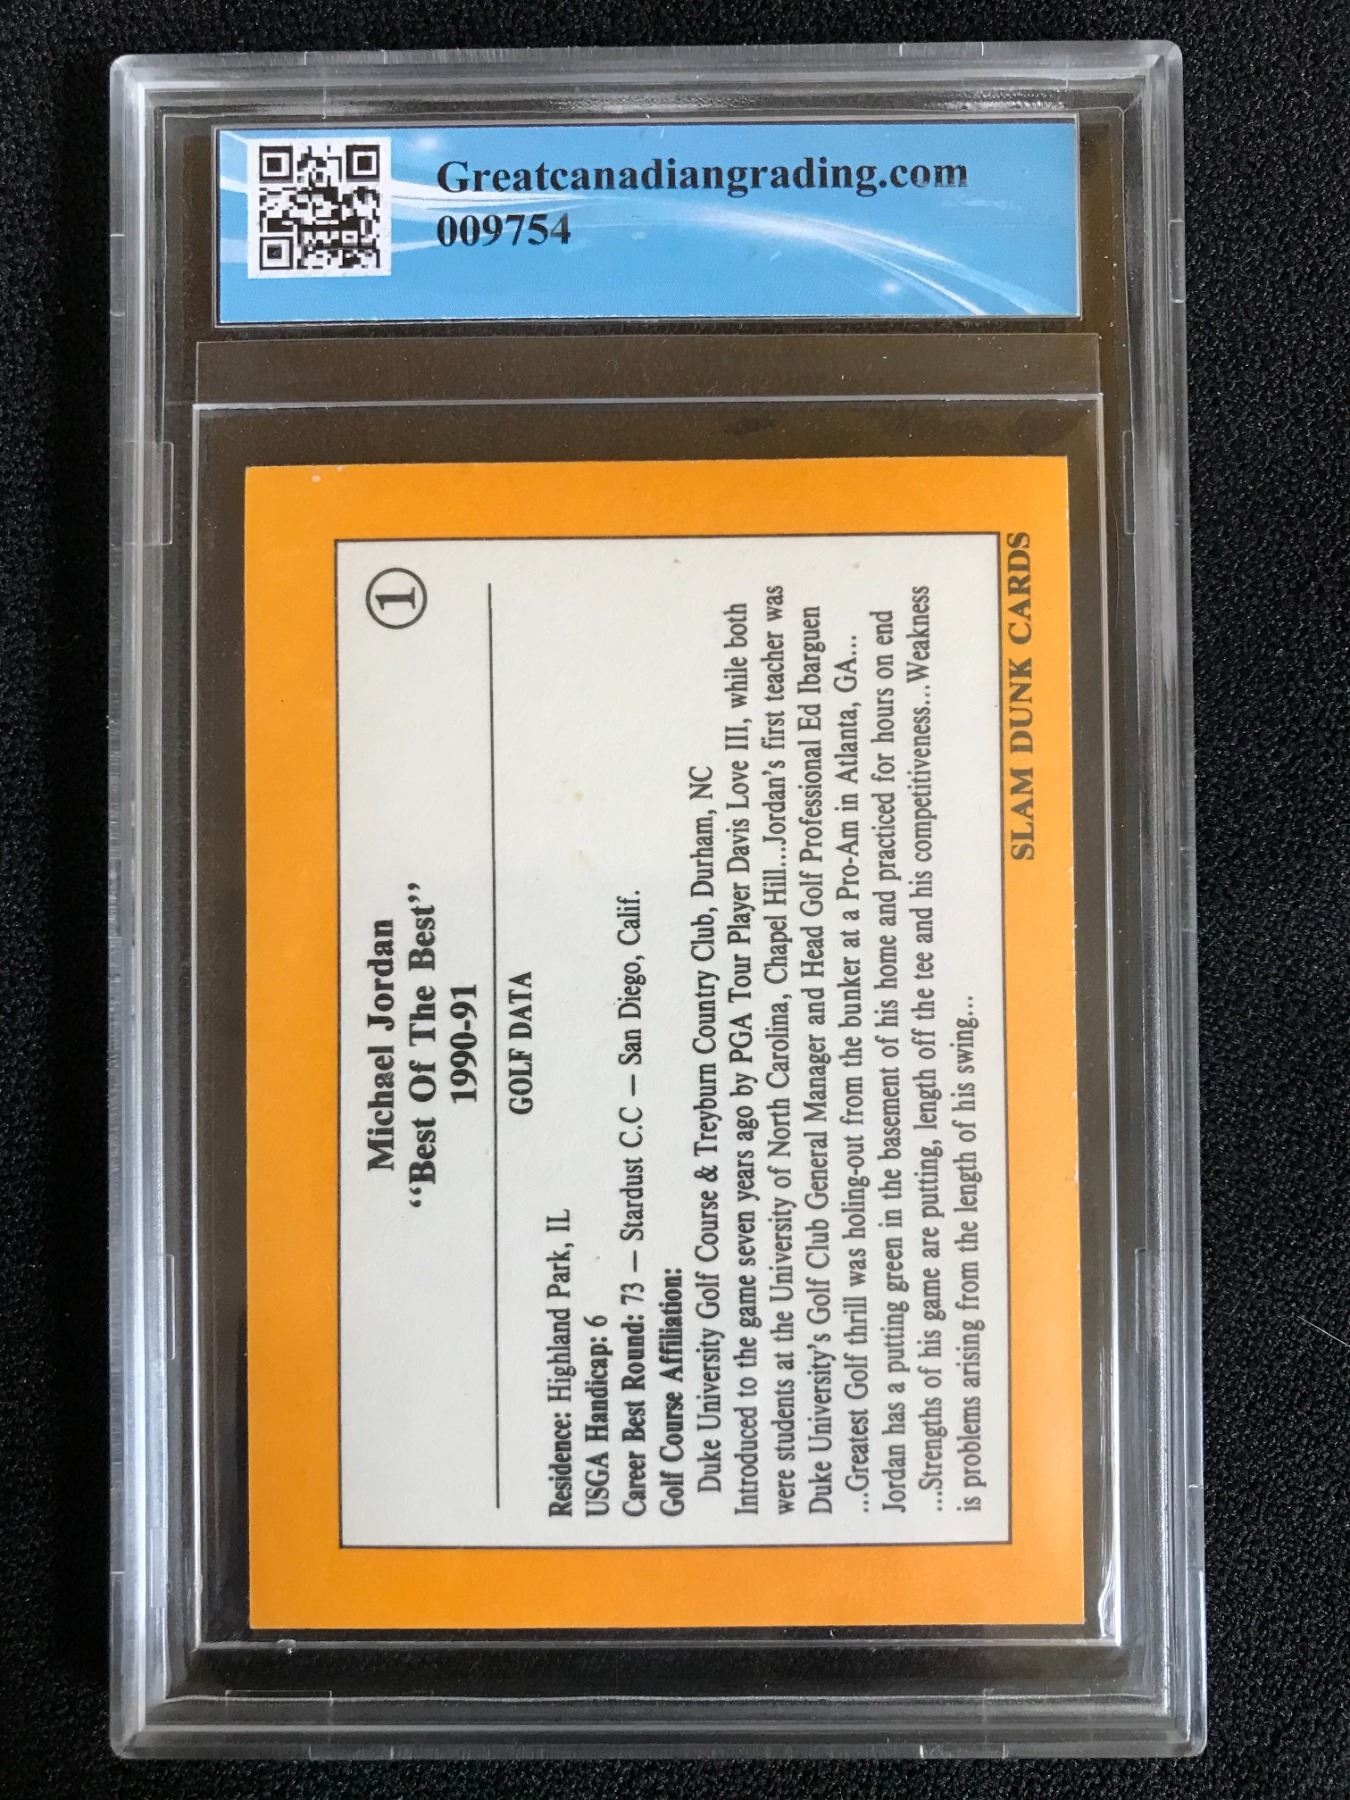 Greatcanadiangrading.com
009754
1
Michael Jordan
“Best Of The Best”
1990-91
GOLF DATA
Residence: Highland Park, IL
USGA Handicap: 6
Career Best Round: 73 — Stardust C.C — San Diego, Calif.
Golf Course Affiliation:
Duke University Golf Course & Treyburn Country Club, Durham, NC
Introduced to the game seven years ago by PGA Tour Player Davis Love III, while both
were students at the University of North Carolina, Chapel Hill...Jordan's first teacher was
Duke University's Golf Club General Manager and Head Golf Professional Ed Ibarguen
...Greatest Golf thrill was holing-out from the bunker at a Pro-Am in Atlanta, GA...
Jordan has a putting green in the basement of his home and practiced for hours on end
...Strengths of his game are putting, length off the tee and his competitiveness...Weakness
is problems arising from the length of his swing...
SLAM DUNK CARDS